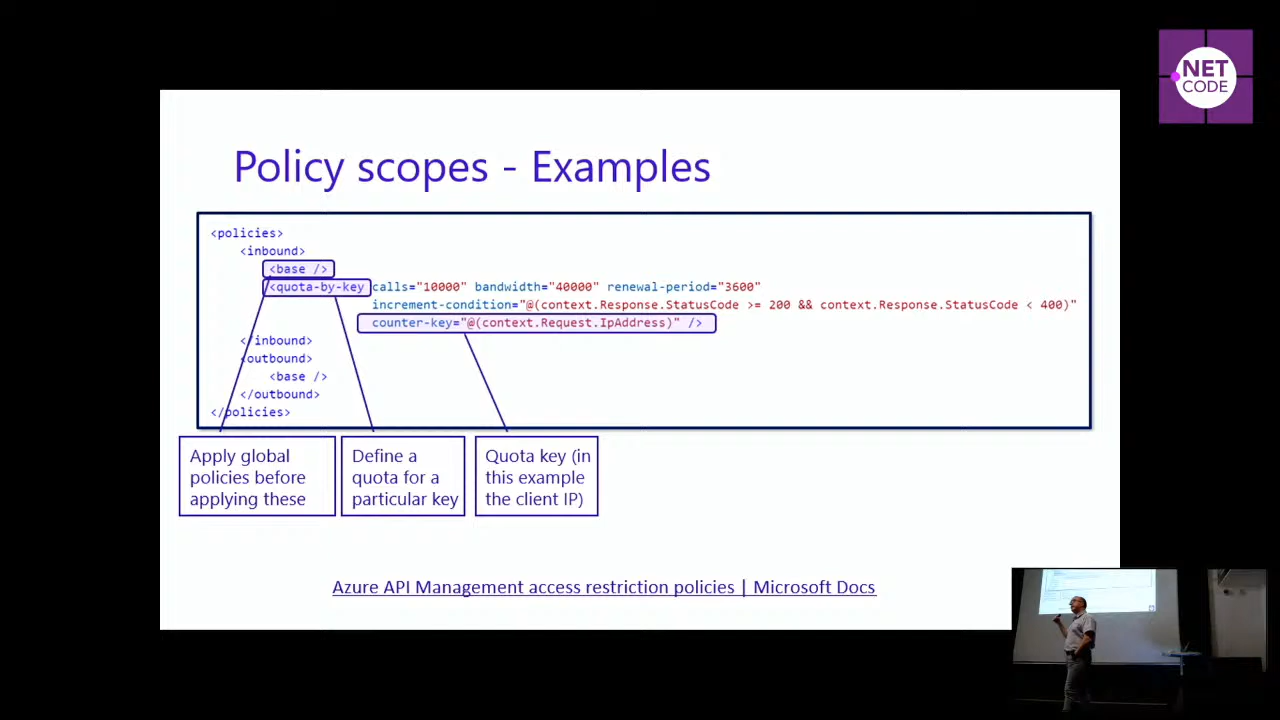 NET
CODE
Policy scopes - Examples
<policies>
<inbound>
<base />
<quota-by-key calls="10000" bandwidth="40000" renewal-period="3600"
increment-condition="@(context.Response.StatusCode >= 200 && context.Response.StatusCode < 400)"
counter-key="@(context.Request.IpAddress)" />
</inbound>
<outbound>
<base />
</outbound>
</policies>
Apply global
policies before
applying these
Define a
quota for a
particular key
Quota key (in
this example
the client IP)
Azure API Management access restriction policies | Microsoft Docs